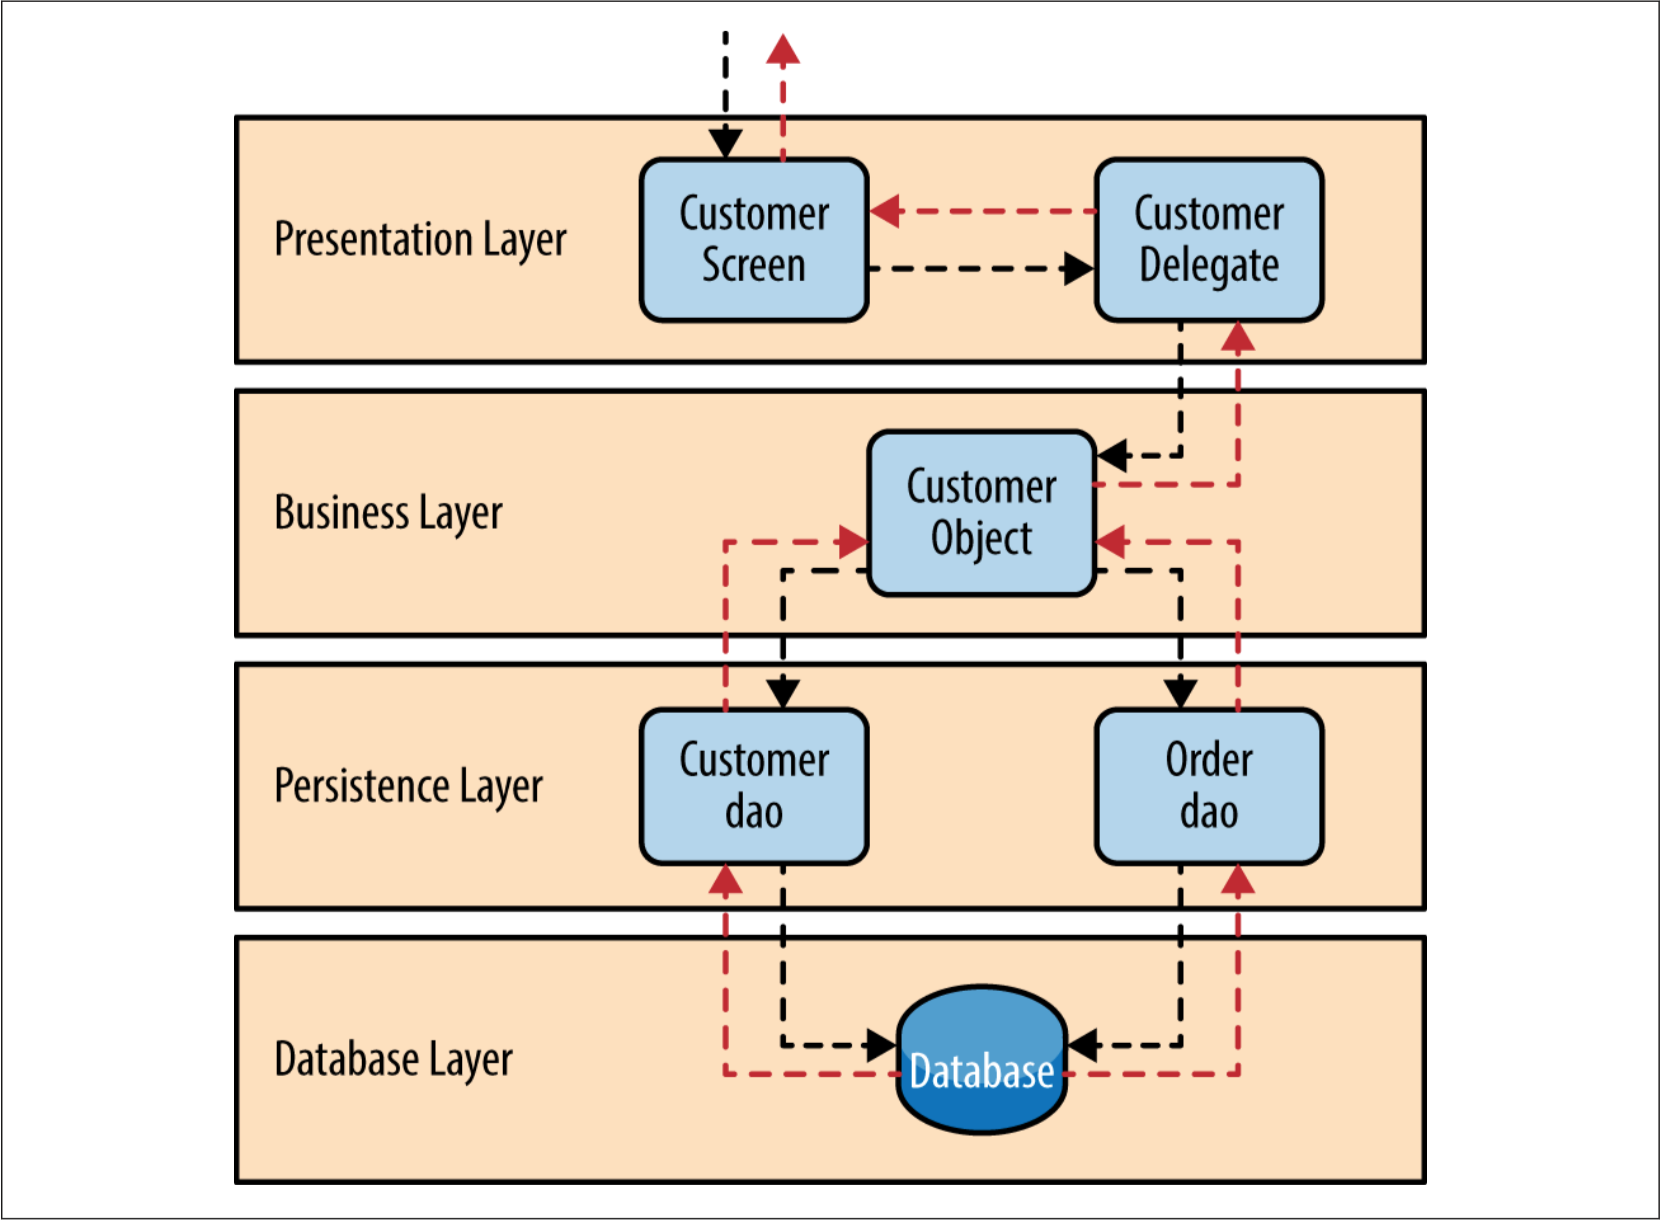 Presentation Layer
Customer
Screen
Customer
Delegate
Business Layer
Customer
Object
Persistence Layer
Customer
dao
Order
dao
Database Layer
Database